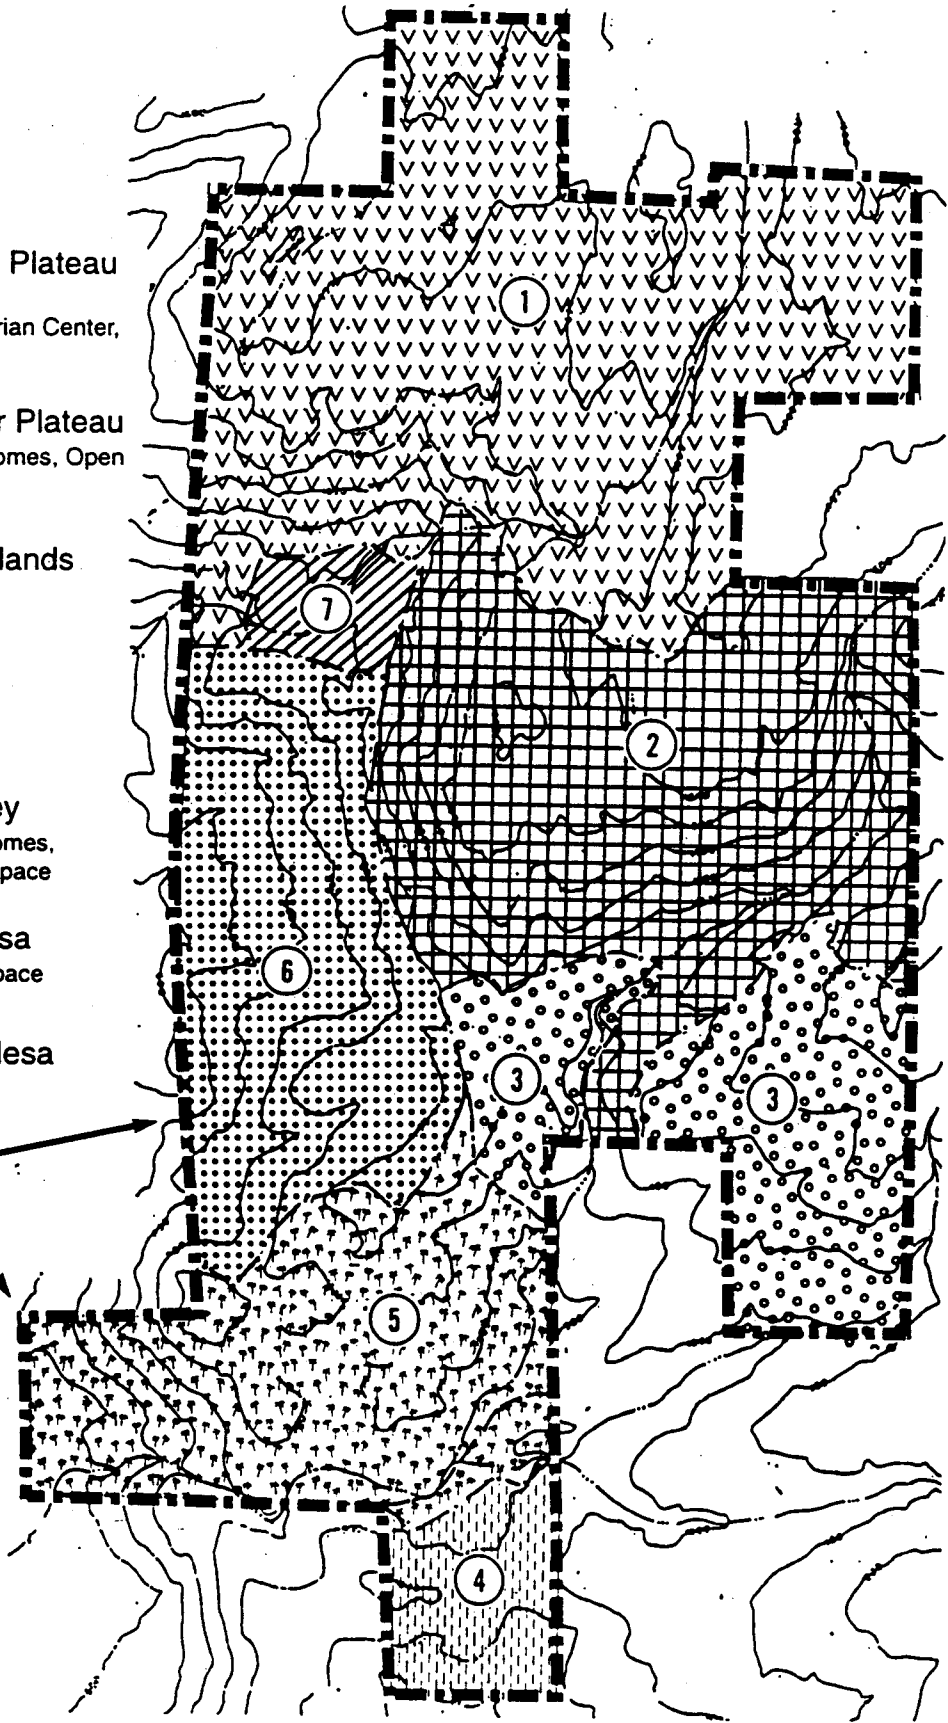 Plateau
rian Center,
r Plateau
omes, Open
lands
ey
omes,
pace
sa
pace
lesa
1
7
2
6
3
3
5
4